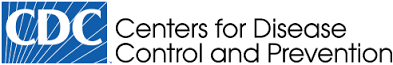 CDC
Centers for Disease
Control and Prevention